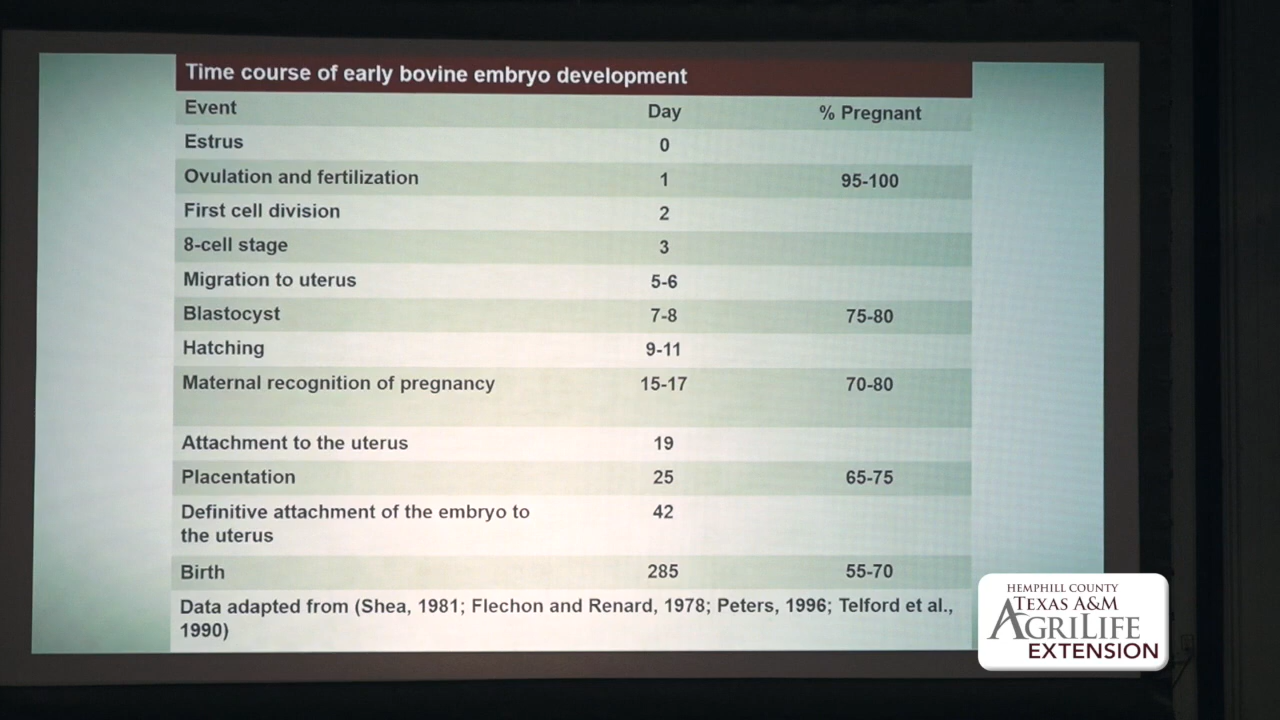 Time course of early bovine embryo development
Event Day % Pregnant
Estrus 0
Ovulation and fertilization 1 95-100
First cell division 2
8-cell stage 3
Migration to uterus 5-6
Blastocyst 7-8 75-80
Hatching 9-11
Maternal recognition of pregnancy 15-17 70-80
Attachment to the uterus 19
Placentation 25 65-75
Definitive attachment of the embryo to 42
the uterus
Birth 285 55-70
Data adapted from (Shea, 1981; Flechon and Renard, 1978; Peters, 1996; Telford et al.,
1990)
HEMPHILL COUNTY
TEXAS A&M
AGRILIFE
EXTENSION